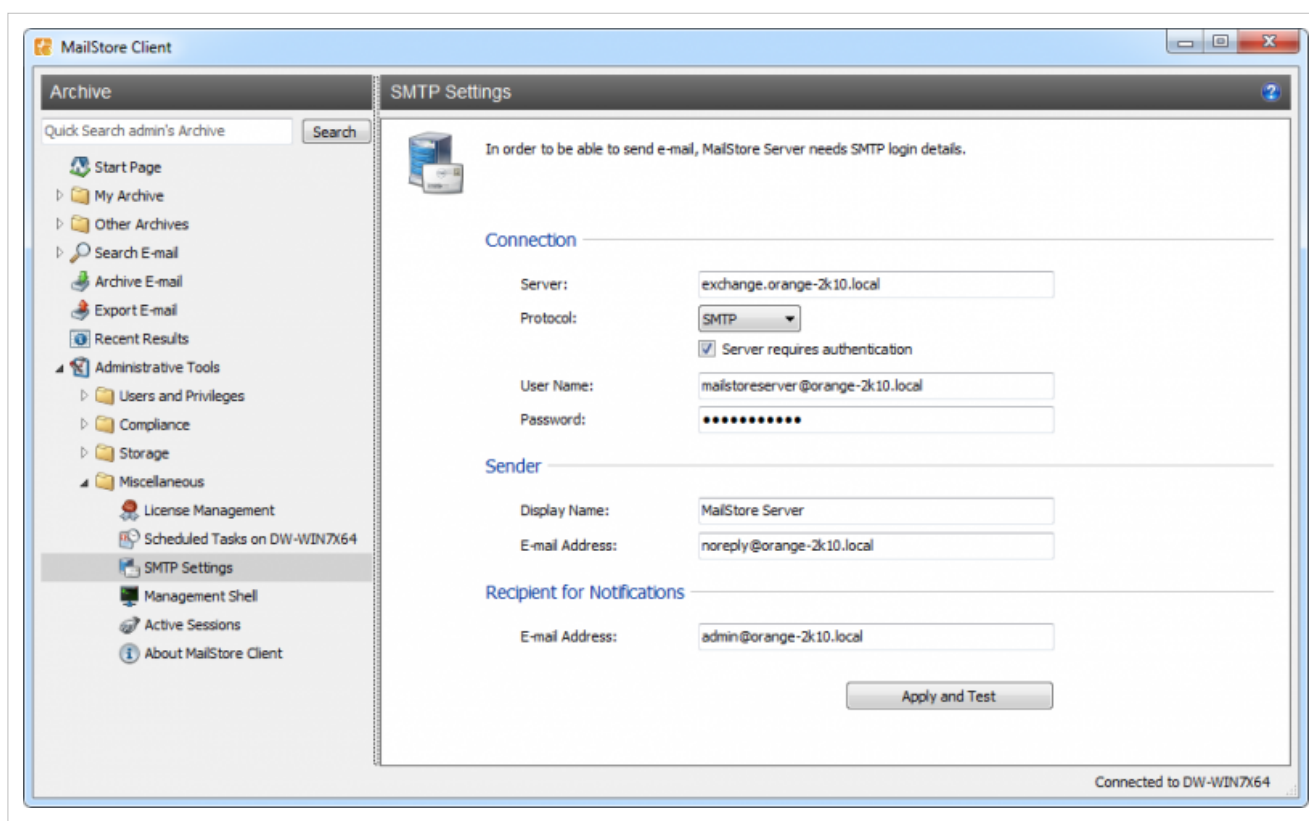 MailStore Client
Archive
Quick Search admin's Archive
Search
Start Page
My Archive
Other Archives
Search E-mail
Archive E-mail
Export E-mail
Recent Results
Administrative Tools
Users and Privileges
Compliance
Storage
Miscellaneous
License Management
Scheduled Tasks on DW-WIN7X64
SMTP Settings
Management Shell
Active Sessions
About MailStore Client
SMTP Settings
In order to be able to send e-mail, MailStore Server needs SMTP login details.
Connection
Server: exchange.orange-2k10.local
Protocol: SMTP
Server requires authentication
User Name: mailstoreserver@orange-2k10.local
Password: ●●●●●●●●●●●
Sender
Display Name: MailStore Server
E-mail Address: noreply@orange-2k10.local
Recipient for Notifications
E-mail Address: admin@orange-2k10.local
Apply and Test
Connected to DW-WIN7X64